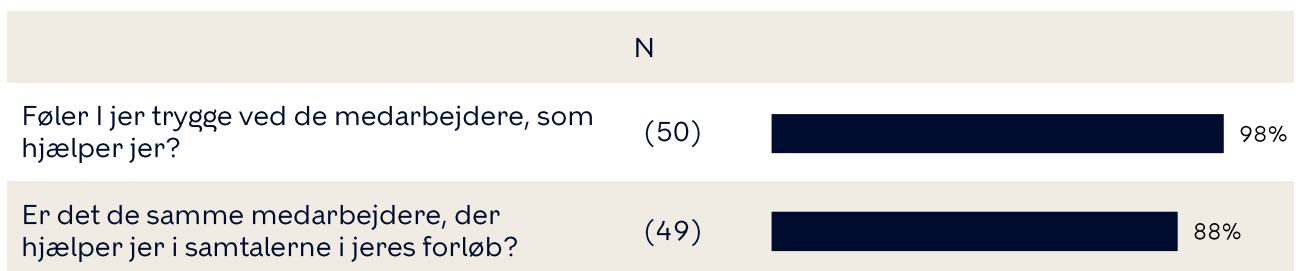 N
Føler I jer trygge ved de medarbejdere, som
hjælper jer?
(50)
98%
Er det de samme medarbejdere, der
hjælper jer i samtalerne i jeres forløb?
(49)
88%